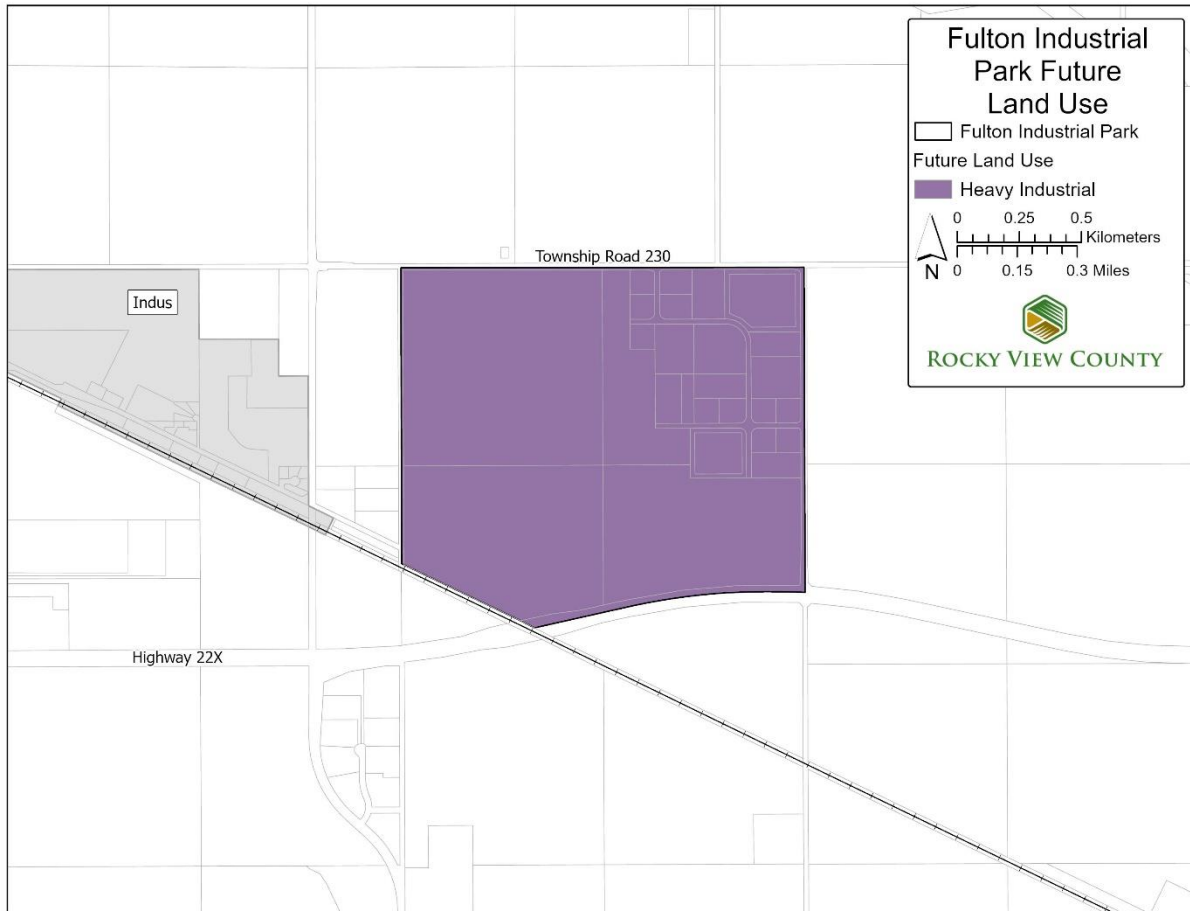 Fulton Industrial
Park Future
Land Use
Fulton Industrial Park
Future Land Use
Heavy Industrial
0 0.25 0.5
Kilometers
N 0 0.15 0.3 Miles
ROCKY VIEW COUNTY
Township Road 230
Indus
Highway 22X